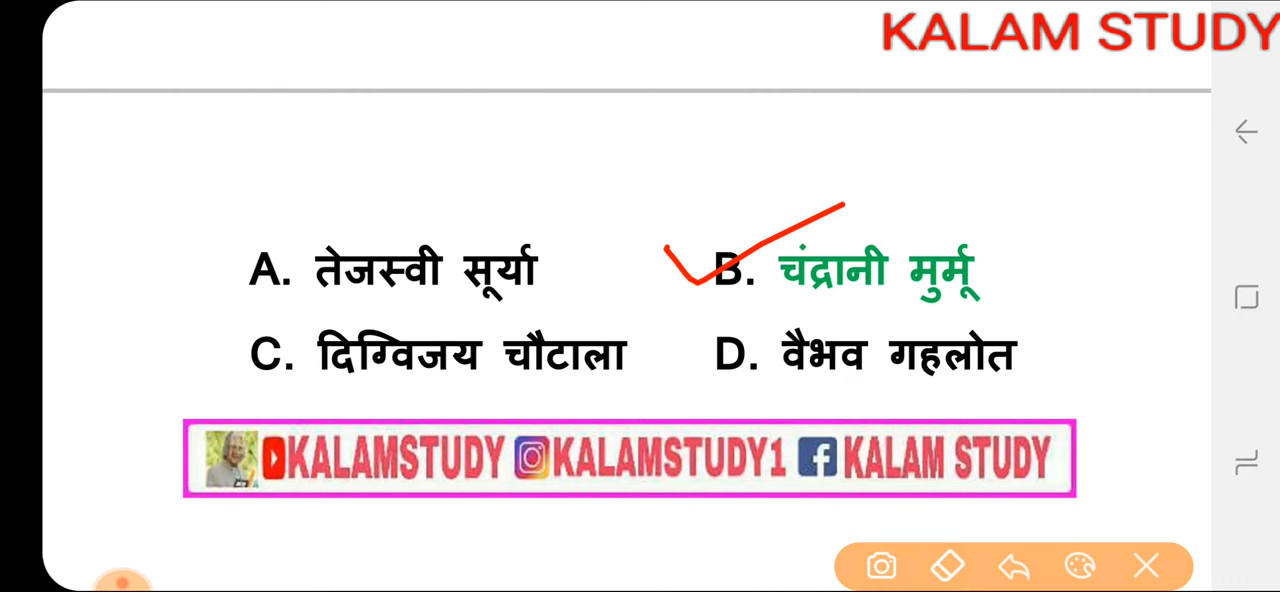 KALAM STUDY
A. तेजस्वी सूर्या B. चंद्रानी मुर्मू
C. दिग्विजय चौटाला D. वैभव गहलोत
KALAMSTUDY KALAMSTUDY1 KALAM STUDY